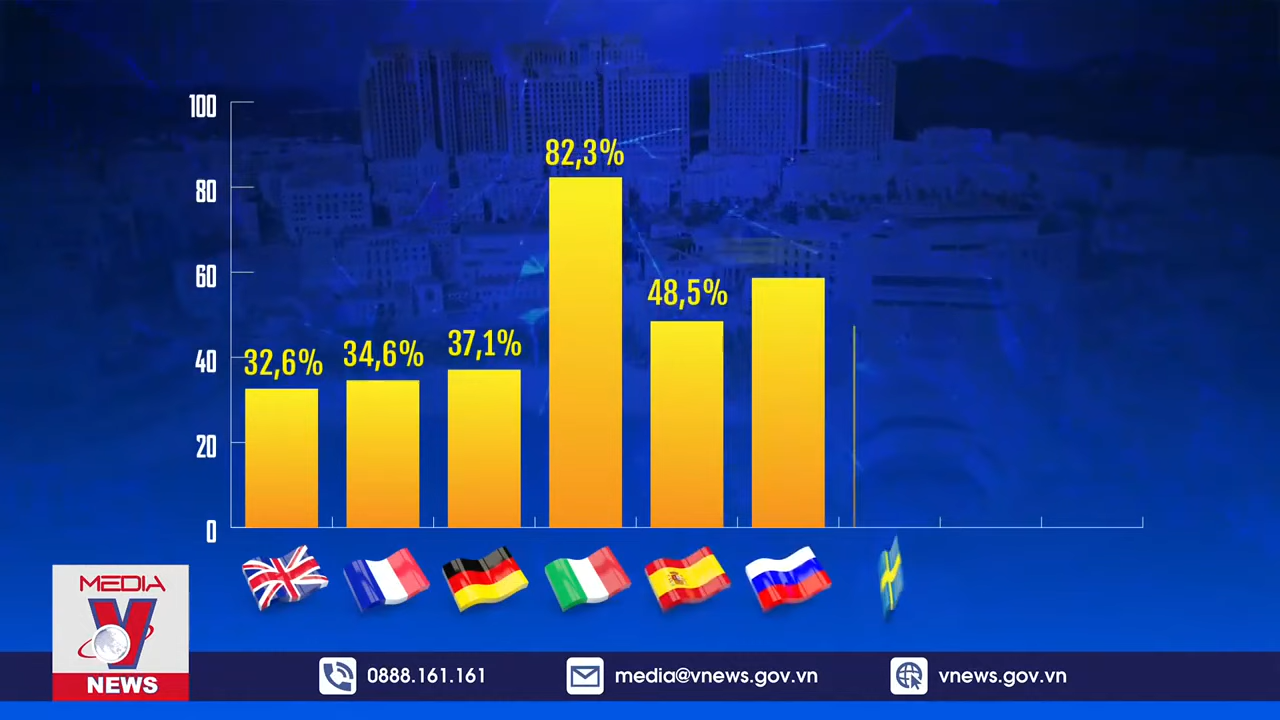 100
80
60
40
20
0
32,6%
34,6%
37,1%
82,3%
48,5%
MEDIA
V
NEWS
0888.161.161
media@vnews.gov.vn
vnews.gov.vn